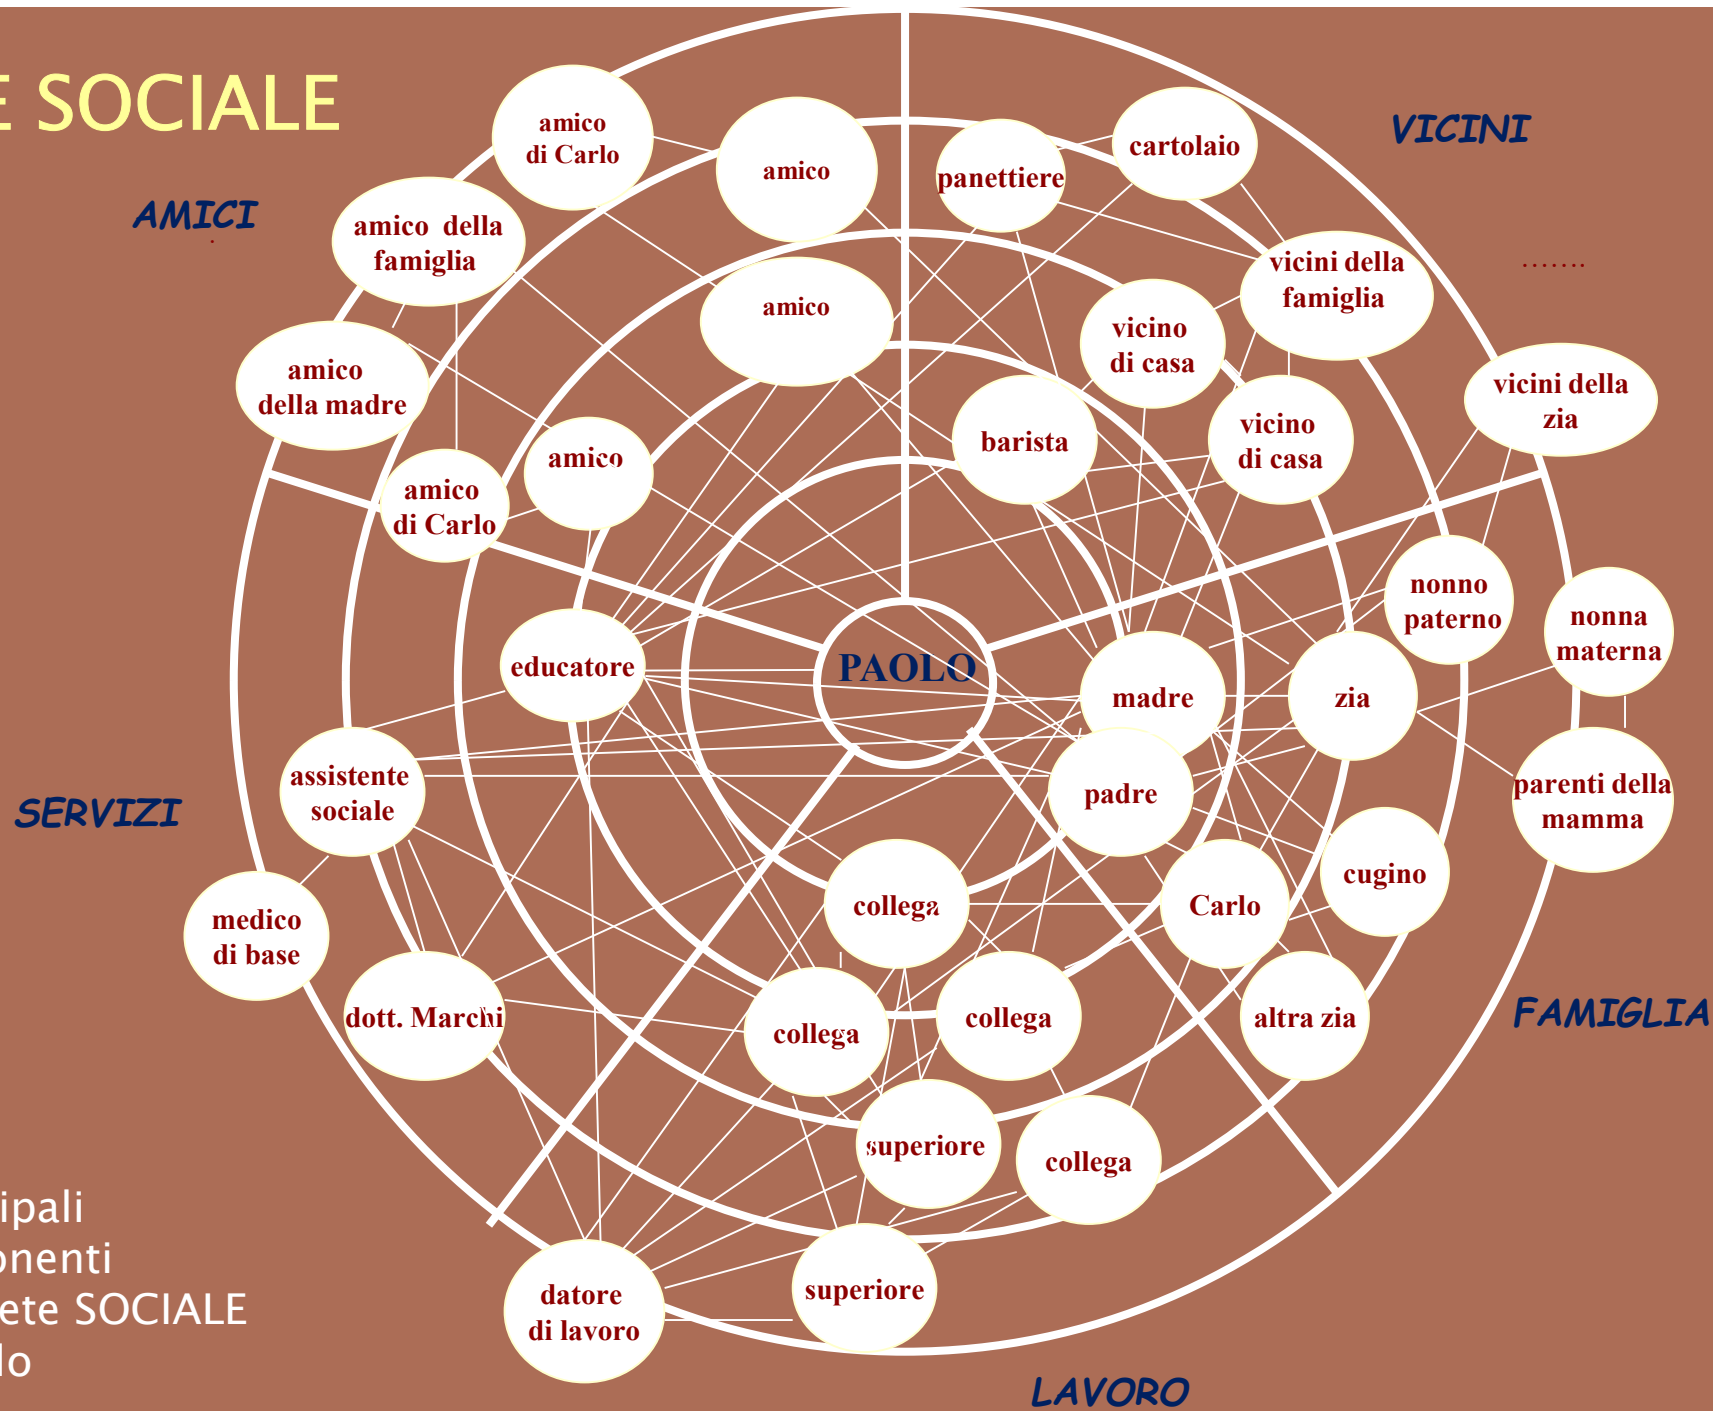 E SOCIALE
AMICI
.
VICINI
.......
amico
di Carlo
amico
panettiere
cartolaio
amico della
famiglia
vicini della
famiglia
amico
vicino
di casa
amico
della madre
vicini della
zia
barista
vicino
di casa
amico
amico
di Carlo
nonno
paterno
nonna
materna
educatore
PAOLO
madre
zia
assistente
sociale
padre
parenti della
mamma
SERVIZI
cugino
medico
di base
collega
Carlo
dott. Marchi
collega
collega
altra zia
FAMIGLIA
superiore
collega
datore
di lavoro
superiore
LAVORO
ipali
onenti
ete SOCIALE
lo